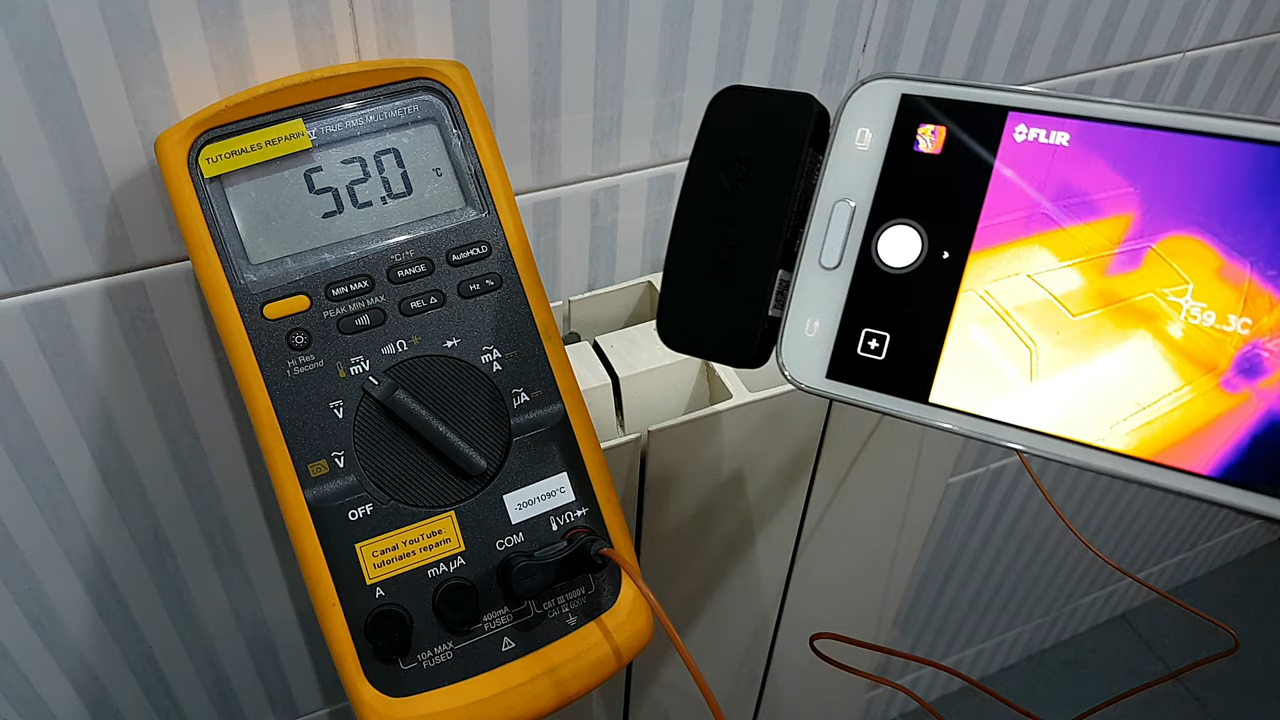 V TRUE RMS MULTIMETER
TUTORIALES REPARIN
52.0 °C
°C/°F
MIN MAX
RANGE
AutoHOLD
PEAK MIN MAX
REL Δ
Hz %
Hi Res
1 Second
mV
Ω
mA
A
V
µA
V
OFF
-200/1090°C
Canal YouTube:
tutoriales reparin
COM
VΩ
A
mA µA
400mA
FUSED
CAT III 1000V
CAT IV 600V
10A MAX
FUSED
FLIR
59.3C